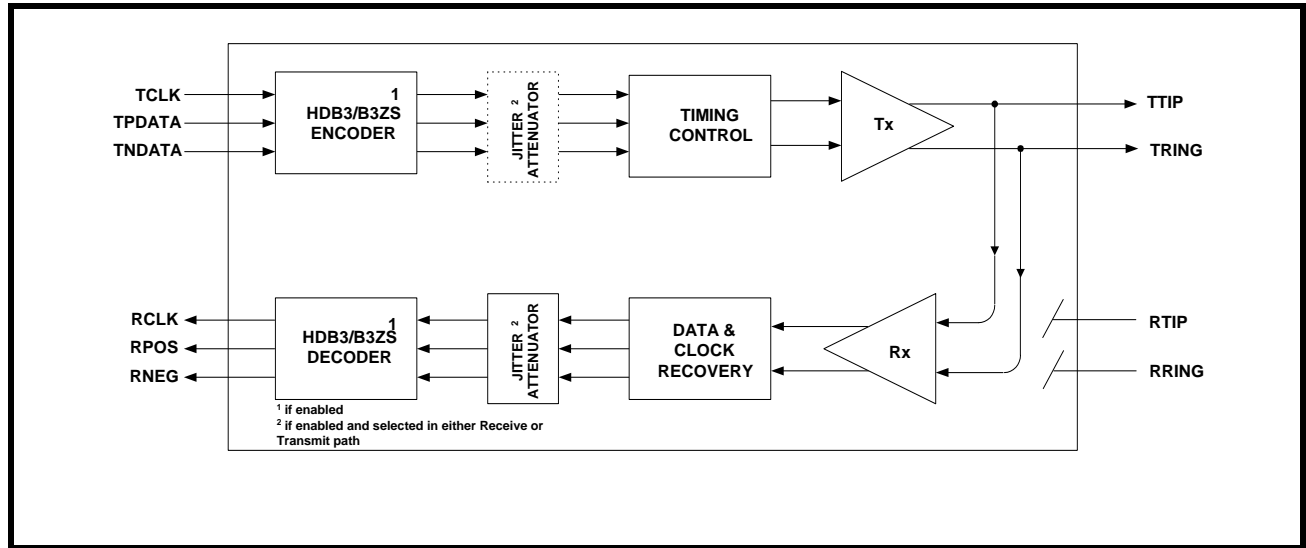 TCLK
TPDATA
TNDATA
1
HDB3/B3ZS
ENCODER
JITTER 2
ATTENUATOR
TIMING
CONTROL
Tx
TTIP
TRING
RCLK
RPOS
RNEG
1
HDB3/B3ZS
DECODER
JITTER 2
ATTENUATOR
DATA &
CLOCK
RECOVERY
Rx
RTIP
RRING
1 if enabled
2 if enabled and selected in either Receive or
Transmit path